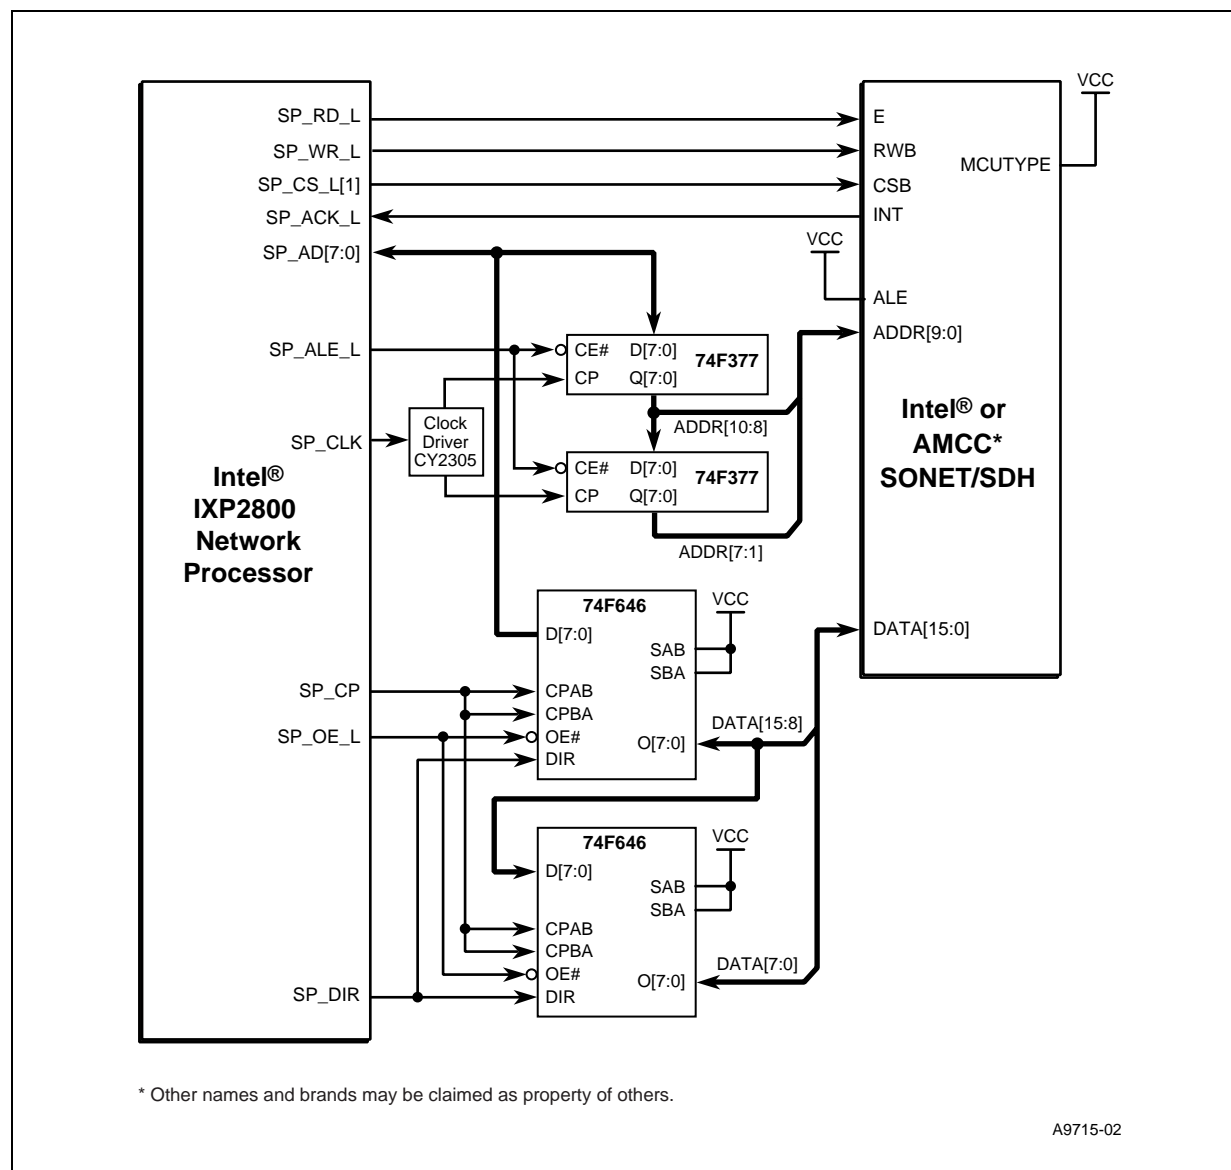 SP_RD_L
SP_WR_L
SP_CS_L[1]
SP_ACK_L
SP_AD[7:0]
SP_ALE_L
SP_CLK
Intel®
IXP2800
Network
Processor
SP_CP
SP_OE_L
SP_DIR
Clock
Driver
CY2305
CE# D[7:0]
74F377
CP Q[7:0]
ADDR[10:8]
CE# D[7:0]
74F377
CP Q[7:0]
ADDR[7:1]
74F646
D[7:0]
SAB
SBA
CPAB
CPBA
OE#
DIR
O[7:0]
VCC
DATA[15:8]
74F646
D[7:0]
SAB
SBA
CPAB
CPBA
OE#
DIR
O[7:0]
VCC
DATA[7:0]
VCC
VCC
E
RWB
MCUTYPE
CSB
INT
ALE
ADDR[9:0]
Intel® or
AMCC*
SONET/SDH
DATA[15:0]
* Other names and brands may be claimed as property of others.
A9715-02